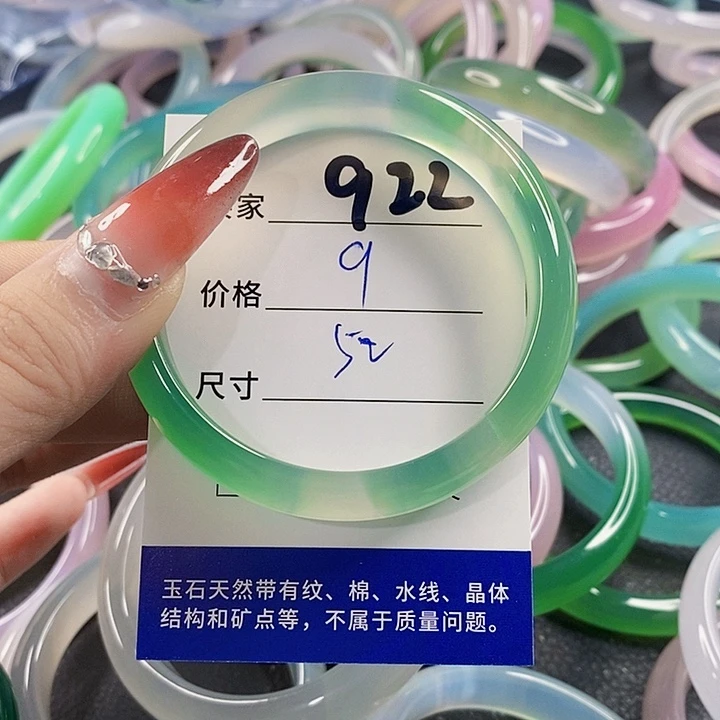 家 922
价格 9
尺寸 52
玉石天然带有纹、棉、水线、晶体
结构和矿点等，不属于质量问题。